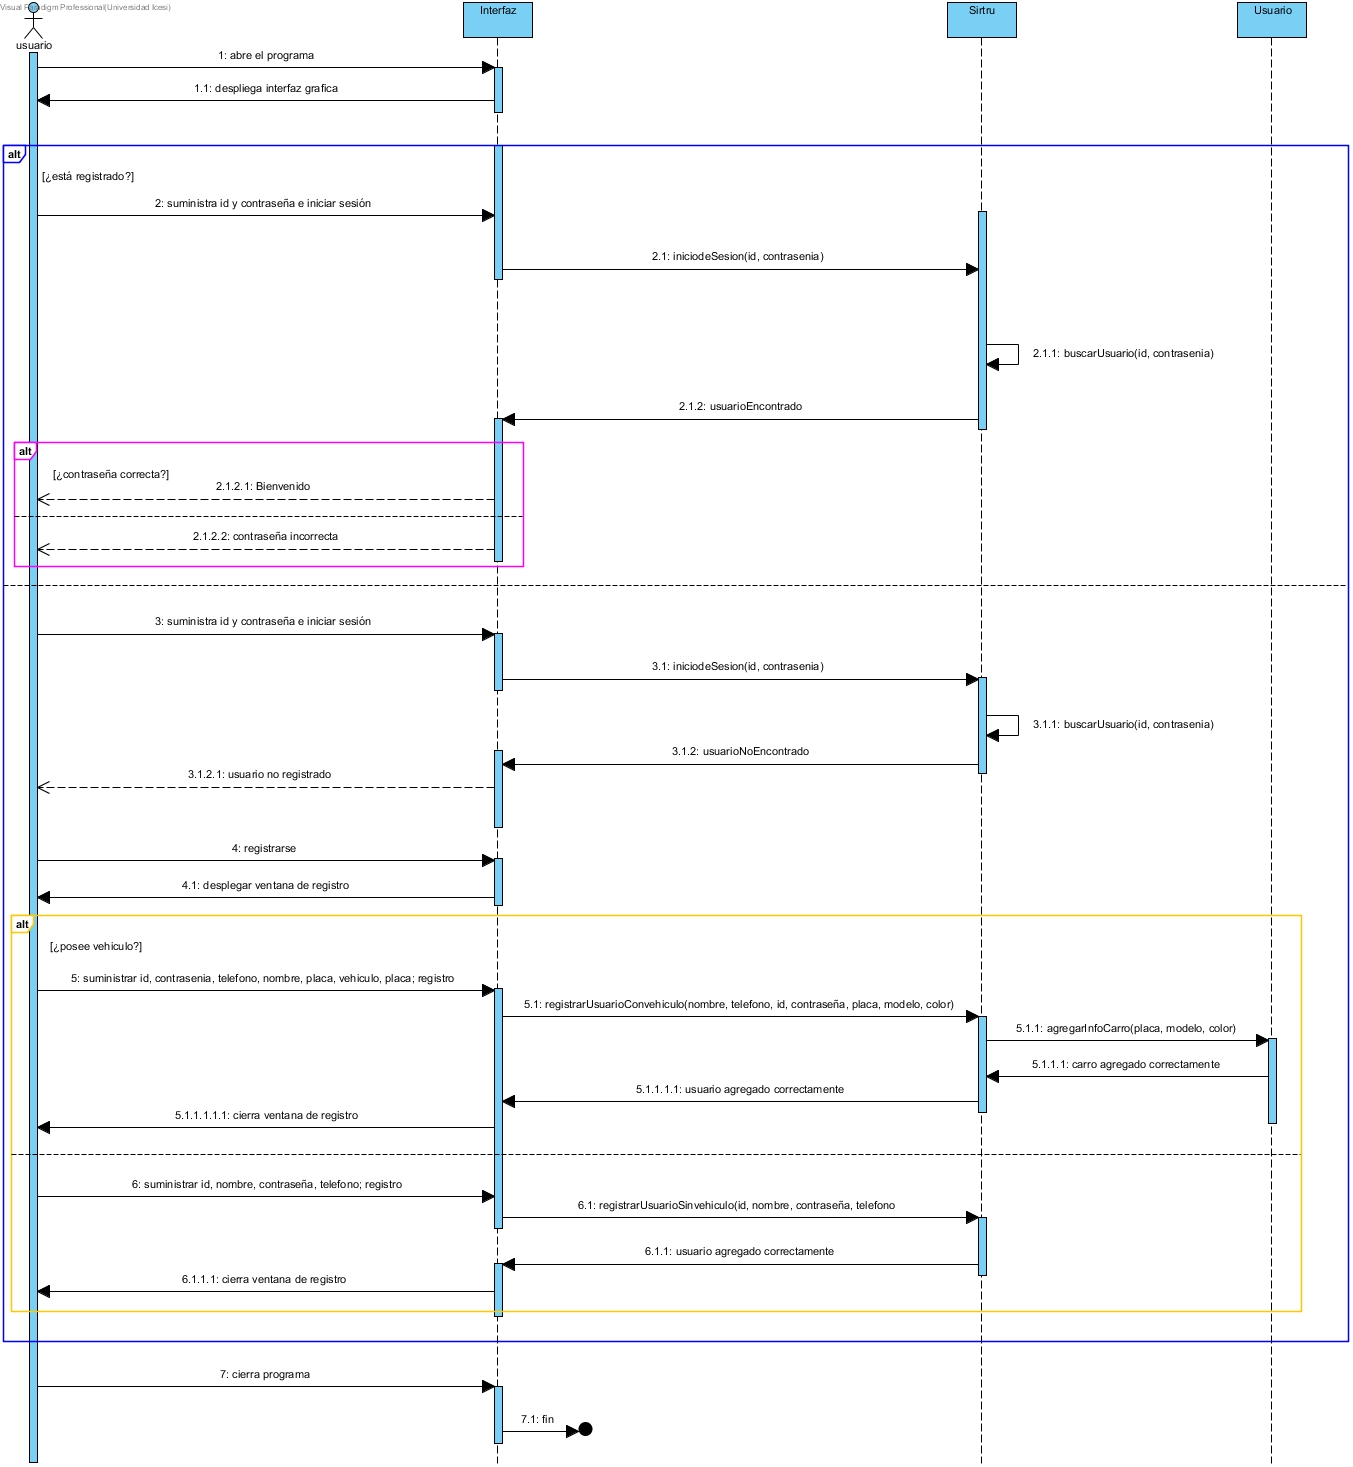 Visual Paradigm Professional(Universidad Icesi)
usuario
Interfaz
Sirtru
Usuario
1: abre el programa
1.1: despliega interfaz grafica
alt
[¿está registrado?]
2: suministra id y contraseña e iniciar sesión
2.1: iniciodeSesion(id, contrasenia)
2.1.1: buscarUsuario(id, contrasenia)
2.1.2: usuarioEncontrado
alt
[¿contraseña correcta?]
2.1.2.1: Bienvenido
2.1.2.2: contraseña incorrecta
3: suministra id y contraseña e iniciar sesión
3.1: iniciodeSesion(id, contrasenia)
3.1.1: buscarUsuario(id, contrasenia)
3.1.2: usuarioNoEncontrado
3.1.2.1: usuario no registrado
4: registrarse
4.1: desplegar ventana de registro
alt
[¿posee vehiculo?]
5: suministrar id, contrasenia, telefono, nombre, placa, vehiculo, placa; registro
5.1: registrarUsuarioConvehiculo(nombre, telefono, id, contraseña, placa, modelo, color)
5.1.1: agregarInfoCarro(placa, modelo, color)
5.1.1.1: carro agregado correctamente
5.1.1.1.1: usuario agregado correctamente
5.1.1.1.1.1: cierra ventana de registro
6: suministrar id, nombre, contraseña, telefono; registro
6.1: registrarUsuarioSinvehiculo(id, nombre, contraseña, telefono
6.1.1: usuario agregado correctamente
6.1.1.1: cierra ventana de registro
7: cierra programa
7.1: fin